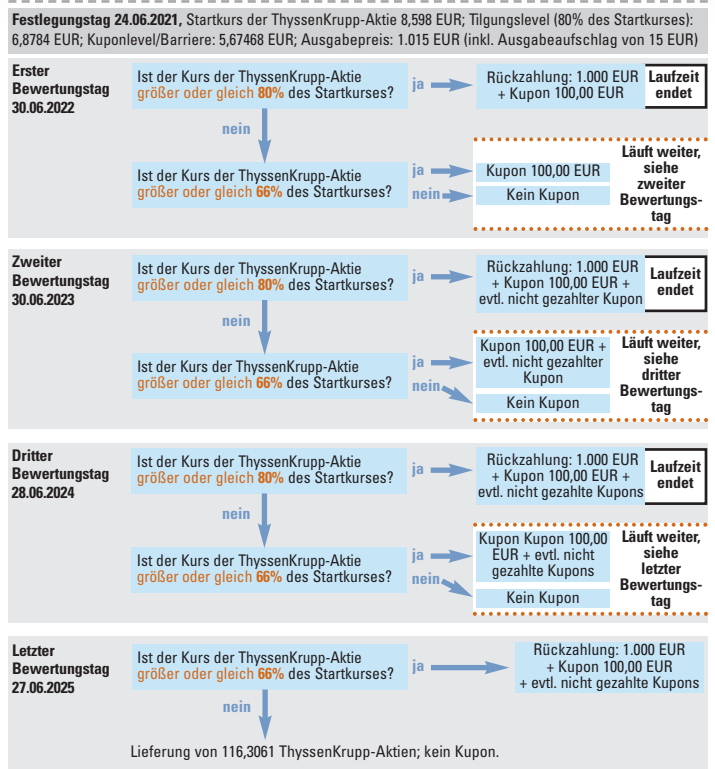 Festlegungstag 24.06.2021, Startkurs der ThyssenKrupp-Aktie 8,598 EUR; Tilgungslevel (80% des Startkurses):
6,8784 EUR; Kuponlevel/Barriere: 5,67468 EUR; Ausgabepreis: 1.015 EUR (inkl. Ausgabeaufschlag von 15 EUR)
Erster
Bewertungstag
30.06.2022
Ist der Kurs der ThyssenKrupp-Aktie
größer oder gleich 80% des Startkurses?
ja
Rückzahlung: 1.000 EUR
+ Kupon 100,00 EUR
Laufzeit
endet
nein
Ist der Kurs der ThyssenKrupp-Aktie
größer oder gleich 66% des Startkurses?
ja
Kupon 100,00 EUR
nein
Kein Kupon
Läuft weiter,
siehe
zweiter
Bewertungs-
tag
Zweiter
Bewertungstag
30.06.2023
Ist der Kurs der ThyssenKrupp-Aktie
größer oder gleich 80% des Startkurses?
ja
Rückzahlung: 1.000 EUR
+ Kupon 100,00 EUR +
evtl. nicht gezahlter Kupon
Laufzeit
endet
nein
Ist der Kurs der ThyssenKrupp-Aktie
größer oder gleich 66% des Startkurses?
ja
Kupon 100,00 EUR +
evtl. nicht gezahlter
Kupon
nein
Kein Kupon
Läuft weiter,
siehe
dritter
Bewertungs-
tag
Dritter
Bewertungstag
28.06.2024
Ist der Kurs der ThyssenKrupp-Aktie
größer oder gleich 80% des Startkurses?
ja
Rückzahlung: 1.000 EUR
+ Kupon 100,00 EUR +
evtl. nicht gezahlte Kupons
Laufzeit
endet
nein
Ist der Kurs der ThyssenKrupp-Aktie
größer oder gleich 66% des Startkurses?
ja
Kupon Kupon 100,00
EUR + evtl. nicht
gezahlte Kupons
nein
Kein Kupon
Läuft weiter,
siehe
letzter
Bewertungs-
tag
Letzter
Bewertungstag
27.06.2025
Ist der Kurs der ThyssenKrupp-Aktie
größer oder gleich 66% des Startkurses?
ja
Rückzahlung: 1.000 EUR
+ Kupon 100,00 EUR
+ evtl. nicht gezahlte Kupons
nein
Lieferung von 116,3061 ThyssenKrupp-Aktien; kein Kupon.